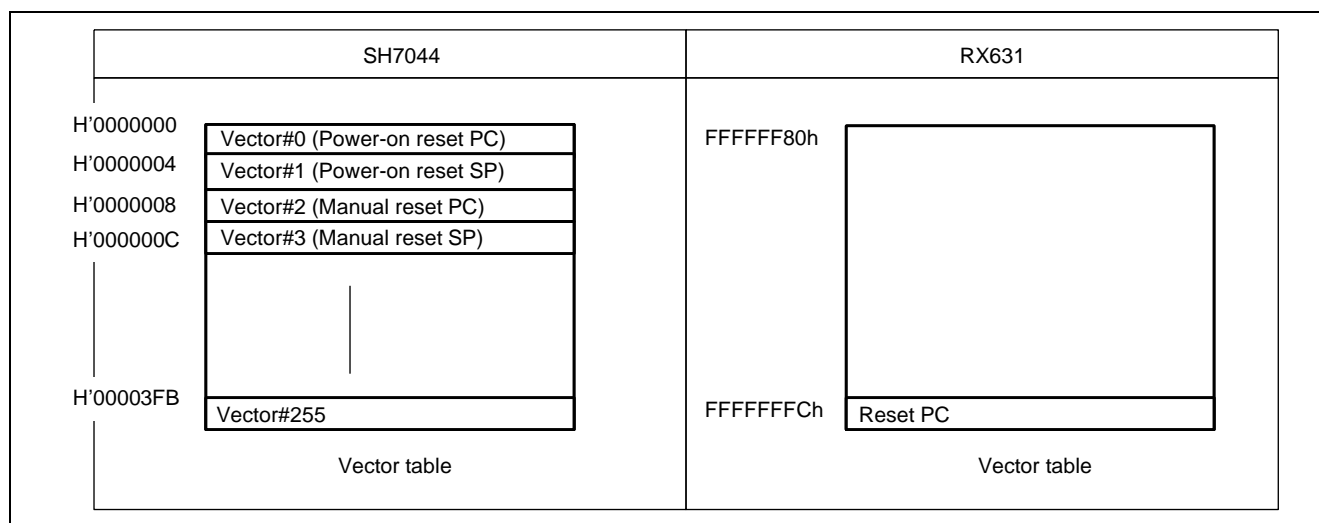 SH7044
RX631
H'0000000
Vector#0 (Power-on reset PC)
H'0000004
Vector#1 (Power-on reset SP)
H'0000008
Vector#2 (Manual reset PC)
H'000000C
Vector#3 (Manual reset SP)
H'00003FB
Vector#255
Vector table
FFFFFF80h
FFFFFFFCh
Reset PC
Vector table